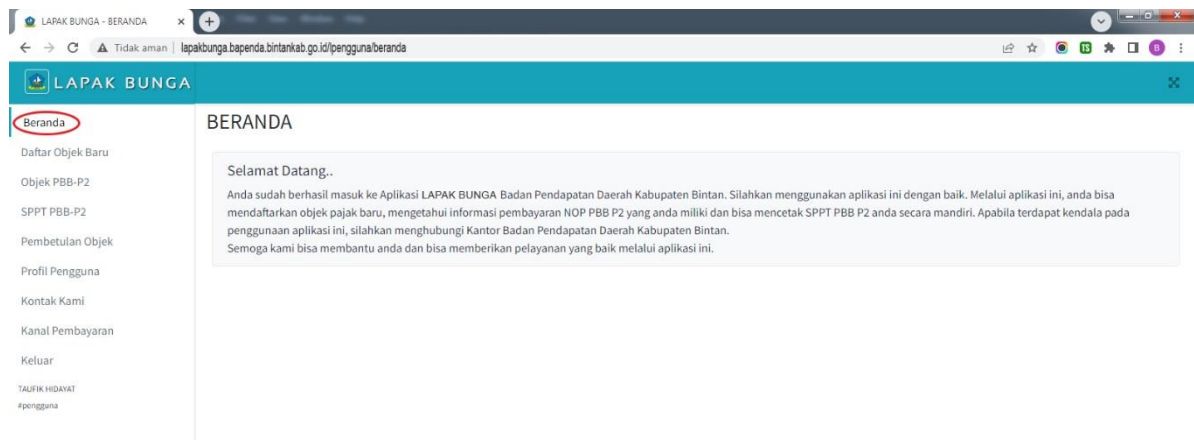 LAPAK BUNGA - BERANDA
Tidak aman | lapakbunga.bapenda.bintankab.go.id/pengguna/beranda
B
LAPAK BUNGA
Beranda
Daftar Objek Baru
Objek PBB-P2
SPPT PBB-P2
Pembetulan Objek
Profil Pengguna
Kontak Kami
Kanal Pembayaran
Keluar
TAUFIK HIDAYAT
#pengguna
BERANDA
Selamat Datang..
Anda sudah berhasil masuk ke Aplikasi LAPAK BUNGA Badan Pendapatan Daerah Kabupaten Bintan. Silahkan menggunakan aplikasi ini dengan baik. Melalui aplikasi ini, anda bisa
mendaftarkan objek pajak baru, mengetahui informasi pembayaran NOP PBB P2 yang anda miliki dan bisa mencetak SPPT PBB P2 anda secara mandiri. Apabila terdapat kendala pada
penggunaan aplikasi ini, silahkan menghubungi Kantor Badan Pendapatan Daerah Kabupaten Bintan.
Semoga kami bisa membantu anda dan bisa memberikan pelayanan yang baik melalui aplikasi ini.